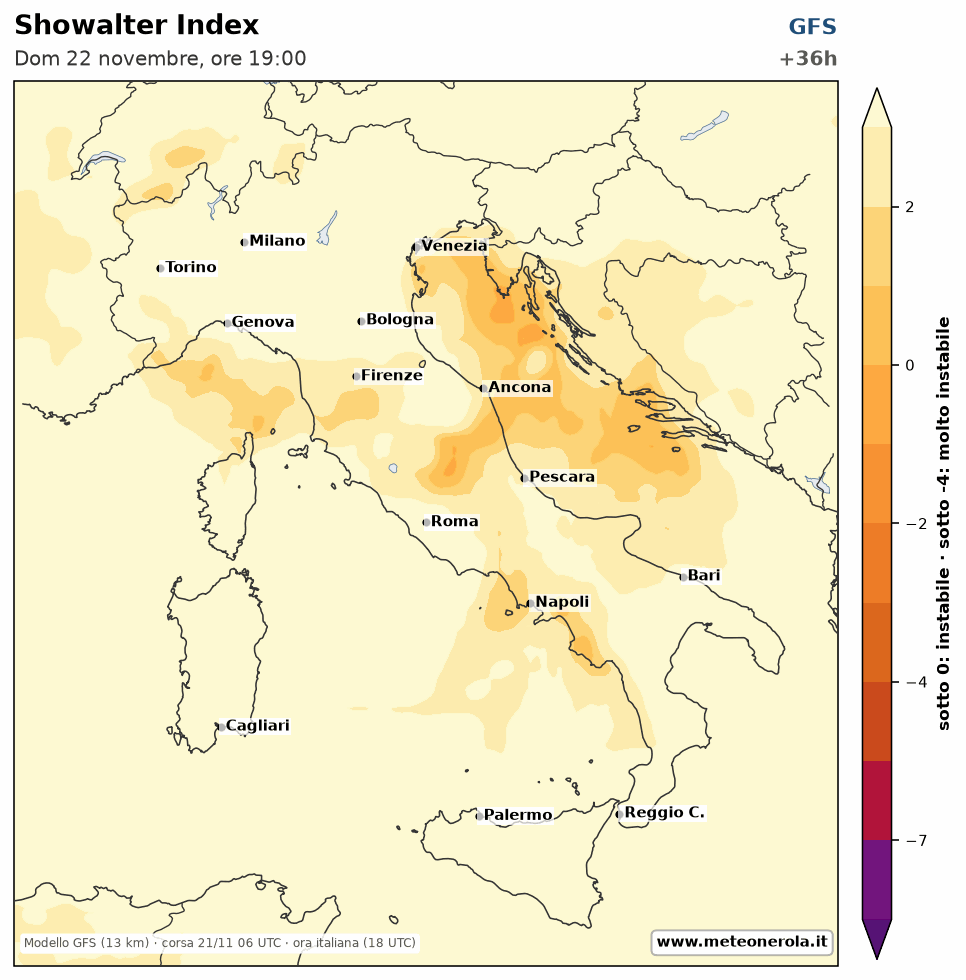 Showalter Index
GFS
Dom 22 novembre, ore 19:00
+36h
Milano
Venezia
Torino
Genova
Bologna
Firenze
Ancona
Pescara
Roma
Bari
Napoli
Cagliari
Palermo
Reggio C.
2
0
−2
−4
−7
sotto 0: instabile · sotto -4: molto instabile
Modello GFS (13 km) · corsa 21/11 06 UTC · ora italiana (18 UTC)
www.meteonerola.it